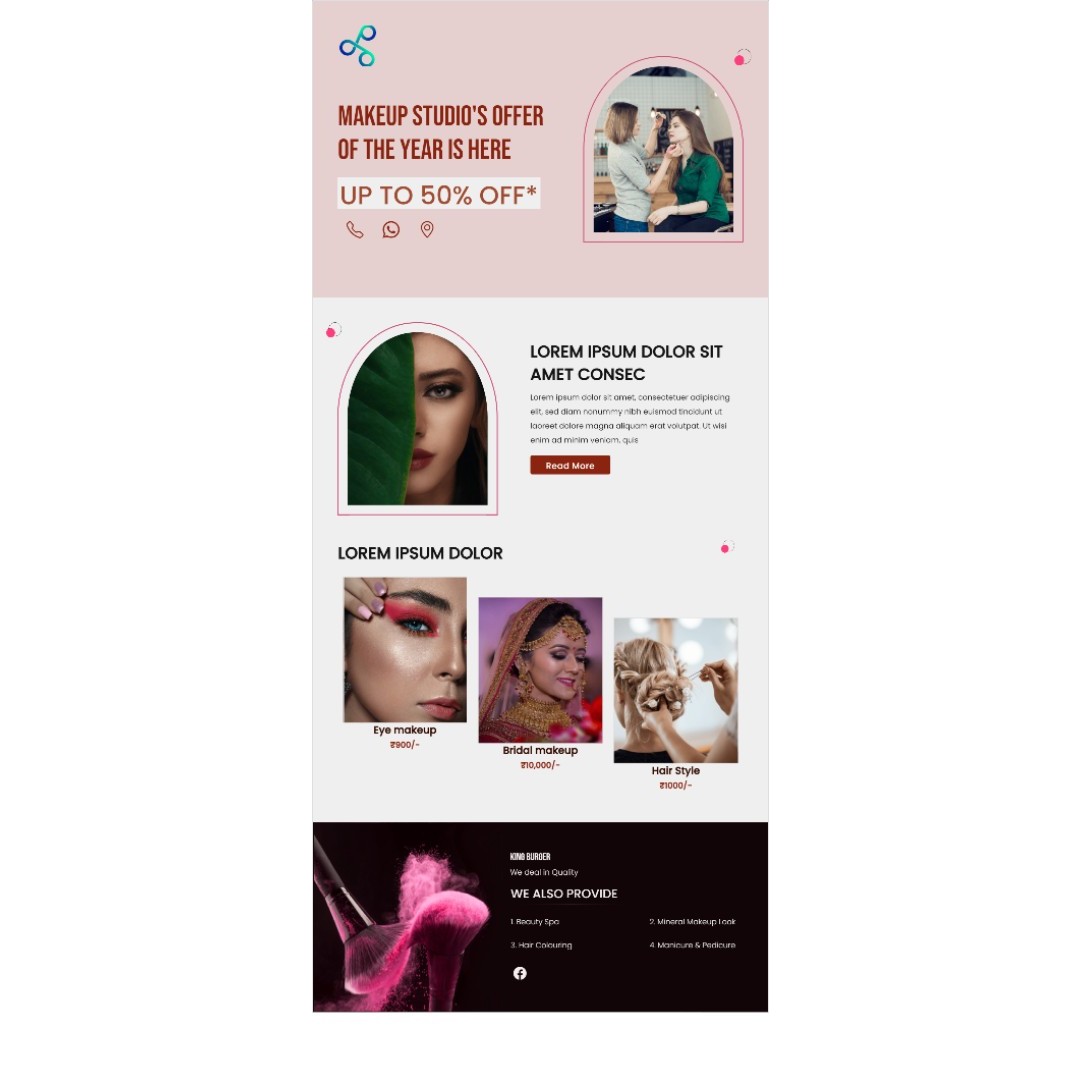 MAKEUP STUDIO'S OFFER
OF THE YEAR IS HERE
UP TO 50% OFF*
LOREM IPSUM DOLOR SIT
AMET CONSEC
Lorem ipsum dolor sit amet, consectetuer adipiscing
elit, sed diam nonummy nibh euismod tincidunt ut
laoreet dolore magna aliquam erat volutpat. Ut wisi
enim ad minim veniam, quis
Read More
LOREM IPSUM DOLOR
Eye makeup
₹900/-
Bridal makeup
₹10,000/-
Hair Style
₹1000/-
KING BURGER
We deal in Quality
WE ALSO PROVIDE
1. Beauty Spa
2. Mineral Makeup Look
3. Hair Colouring
4. Manicure & Pedicure